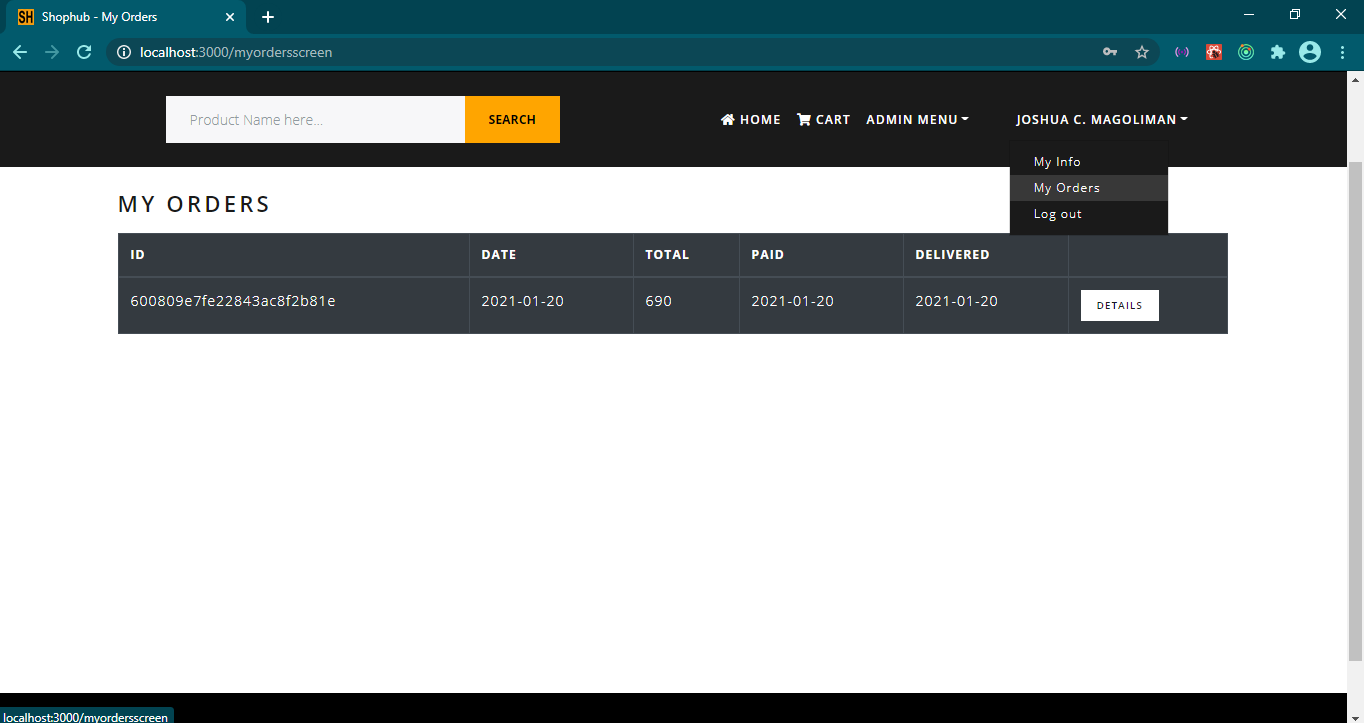 SH Shophub - My Orders
localhost:3000/myordersscreen
Product Name here...
SEARCH
HOME
CART
ADMIN MENU
JOSHUA C. MAGOLIMAN
My Info
My Orders
Log out
MY ORDERS
ID DATE TOTAL PAID DELIVERED
600809e7fe22843ac8f2b81e 2021-01-20 690 2021-01-20 2021-01-20 DETAILS
localhost:3000/myordersscreen